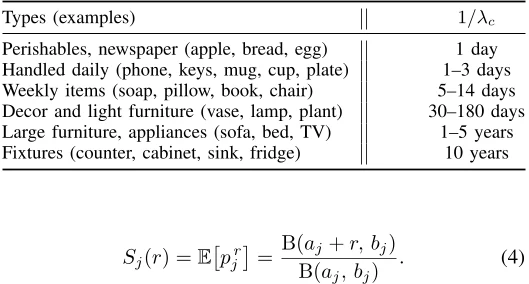 Types (examples) || 1/λ_c
Perishables, newspaper (apple, bread, egg) || 1 day
Handled daily (phone, keys, mug, cup, plate) || 1–3 days
Weekly items (soap, pillow, book, chair) || 5–14 days
Decor and light furniture (vase, lamp, plant) || 30–180 days
Large furniture, appliances (sofa, bed, TV) || 1–5 years
Fixtures (counter, cabinet, sink, fridge) || 10 years
S_j(r) = 𝔼[p_j^r] = B(a_j + r, b_j) / B(a_j, b_j). (4)